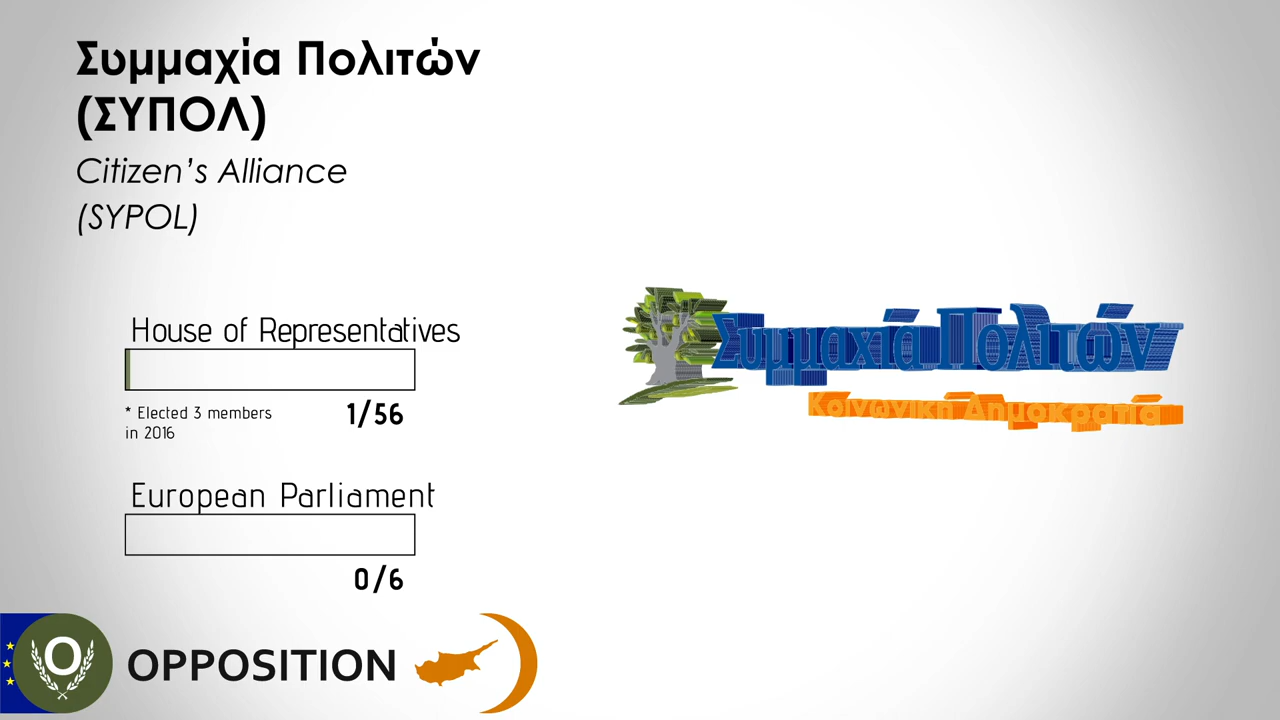 Συμμαχία Πολιτών
(ΣΥΠΟΛ)
Citizen's Alliance
(SYPOL)
House of Representatives
* Elected 3 members
in 2016
1/56
European Parliament
0/6
Συμμαχία Πολιτών
Κοινωνική Δημοκρατία
O
OPPOSITION